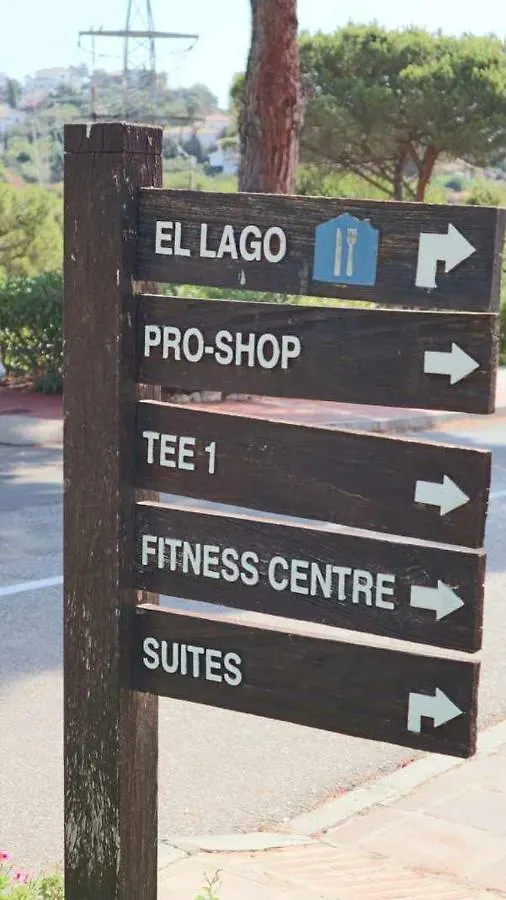 EL LAGO
PRO-SHOP
TEE 1
FITNESS CENTRE
SUITES